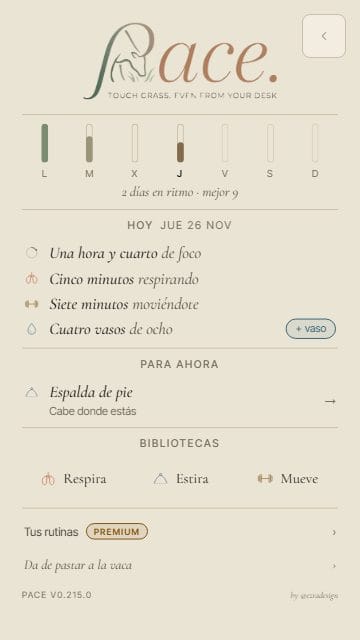 Pace.
TOUCH GRASS. EVEN FROM YOUR DESK
L M X J V S D
2 días en ritmo · mejor 9
HOY JUE 26 NOV
Una hora y cuarto de foco
Cinco minutos respirando
Siete minutos moviéndote
Cuatro vasos de ocho
+ vaso
PARA AHORA
Espalda de pie
Cabe donde estás
BIBLIOTECAS
Respira Estira Mueve
Tus rutinas PREMIUM
Da de pastar a la vaca
PACE V0.215.0
by @ezradesign